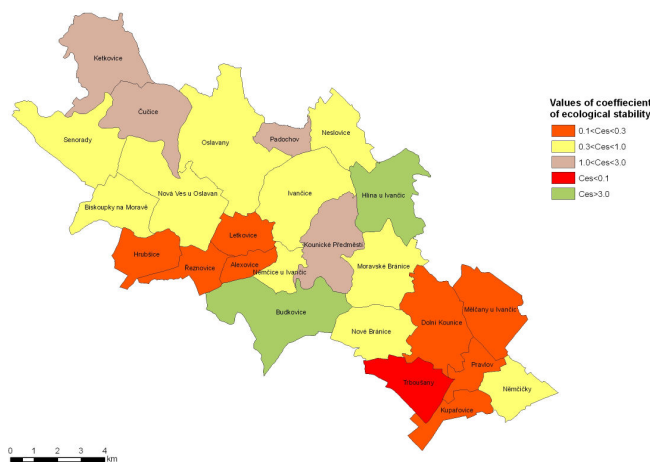 Ketkovice
Čučice
Senorady
Oslavany
Padochov
Neslovice
Nová Ves u Oslavan
Ivančice
Hlína u Ivančic
Biskoupky na Moravě
Letkovice
Kounické Předměstí
Hrubšice
Řeznovice
Alexovice
Němčice u Ivančic
Moravské Bránice
Budkovice
Nové Bránice
Dolní Kounice
Mělčany u Ivančic
Pravlov
Trboušany
Němčičky
Kupařovice
Values of coeffiecient
of ecological stability
0.1<Ces<0.3
0.3<Ces<1.0
1.0<Ces<3.0
Ces<0.1
Ces>3.0
0 1 2 3 4
km